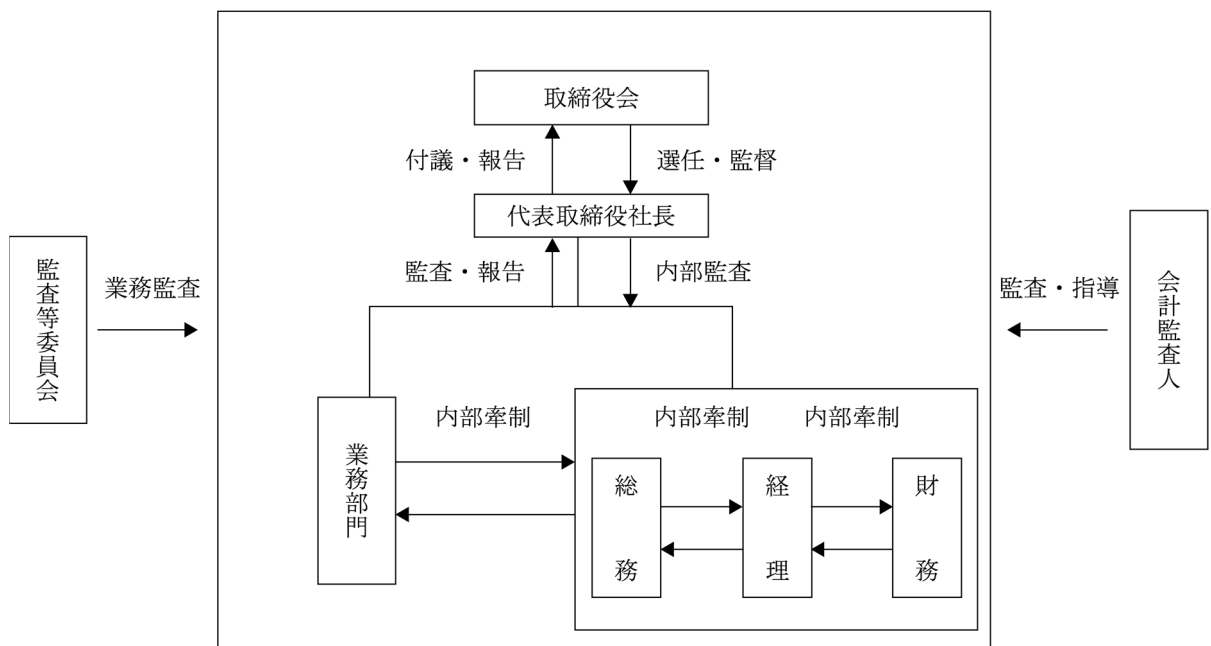 取締役会
付議・報告
選任・監督
代表取締役社長
監査・報告
内部監査
監査等委員会
業務監査
監査・指導
会計監査人
業務部門
内部牽制
内部牽制
内部牽制
総務
経理
財務